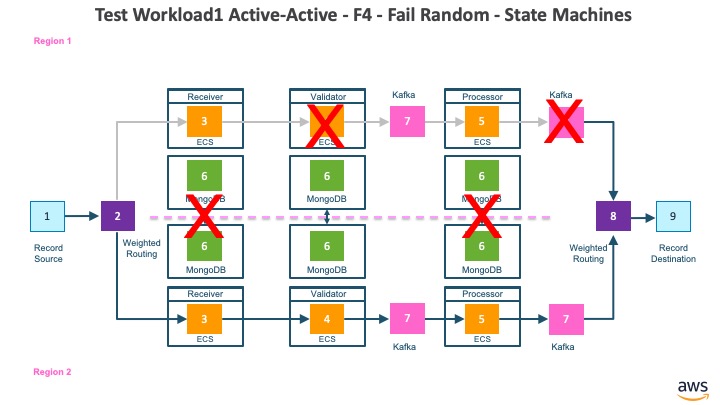 Test Workload1 Active-Active - F4 - Fail Random - State Machines
Region 1
Receiver
Validator
Kafka
Processor
Kafka
3
7
5
ECS
ECS
ECS
6
6
6
MongoDB
MongoDB
MongoDB
1
2
8
9
Record
Source
Weighted
Routing
Weighted
Routing
Record
Destination
6
6
6
MongoDB
MongoDB
MongoDB
Receiver
Validator
Processor
3
4
7
5
7
ECS
ECS
Kafka
ECS
Kafka
Region 2
aws